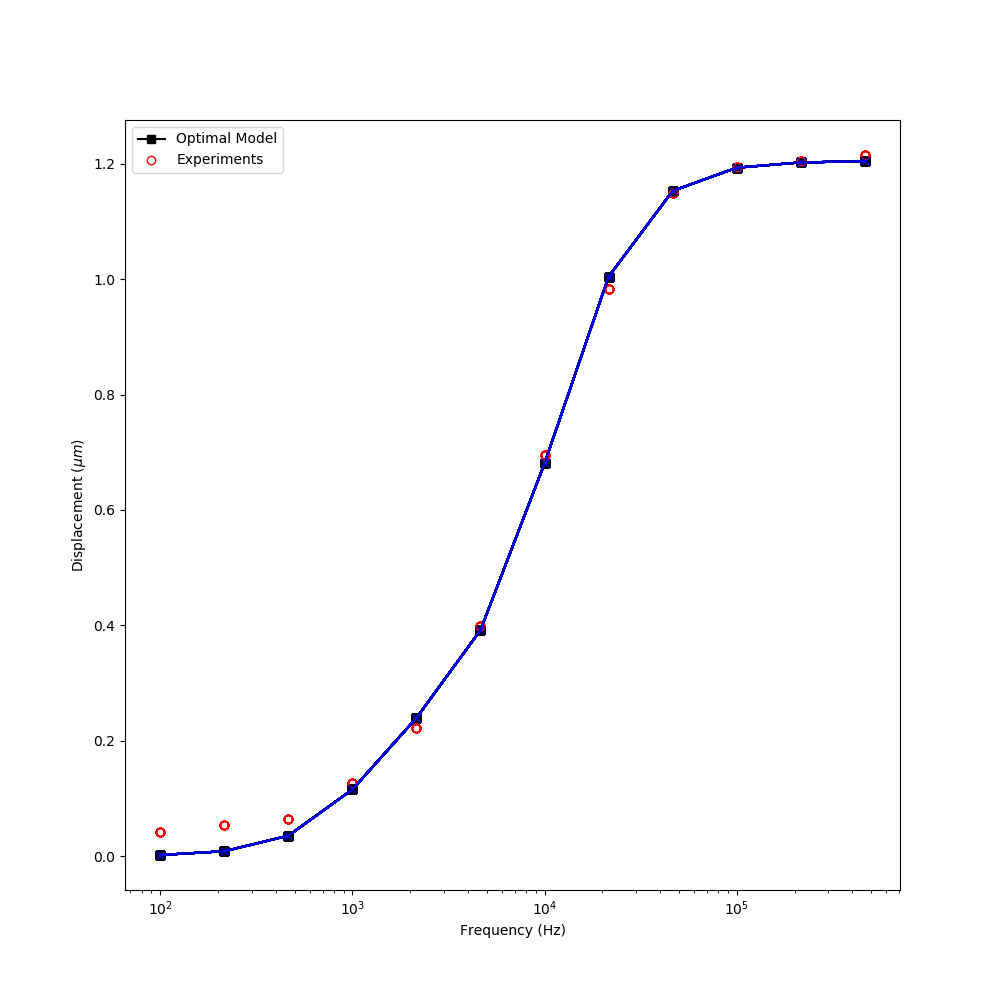 Optimal Model
Experiments
1.2
1.0
0.8
0.6
0.4
0.2
0.0
Displacement (μm)
10²
10³
10⁴
10⁵
Frequency (Hz)